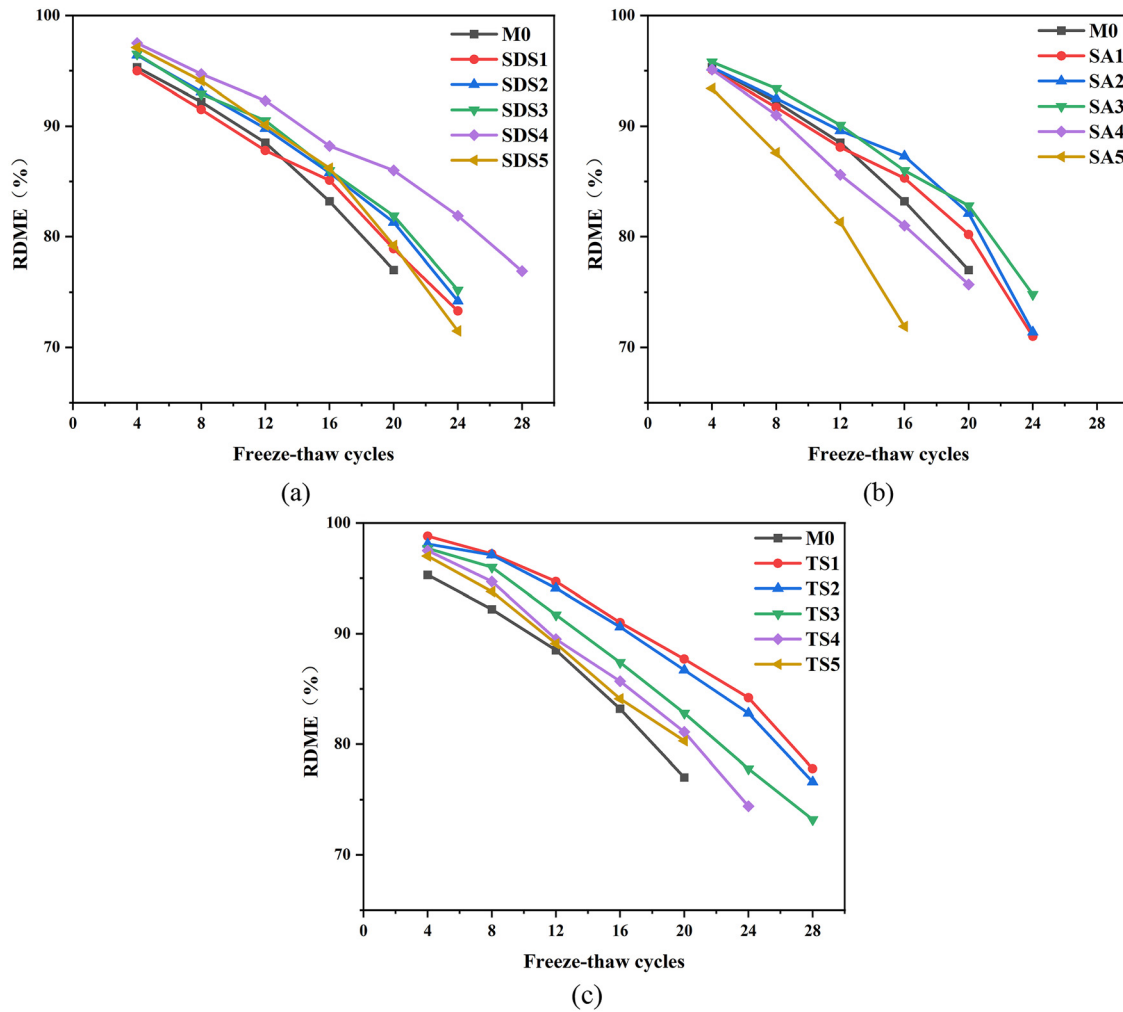 100
90
80
70
RDME（%）
0 4 8 12 16 20 24 28
Freeze-thaw cycles
M0
SDS1
SDS2
SDS3
SDS4
SDS5
(a)
100
90
80
70
RDME（%）
0 4 8 12 16 20 24 28
Freeze-thaw cycles
M0
SA1
SA2
SA3
SA4
SA5
(b)
100
90
80
70
RDME（%）
0 4 8 12 16 20 24 28
Freeze-thaw cycles
M0
TS1
TS2
TS3
TS4
TS5
(c)